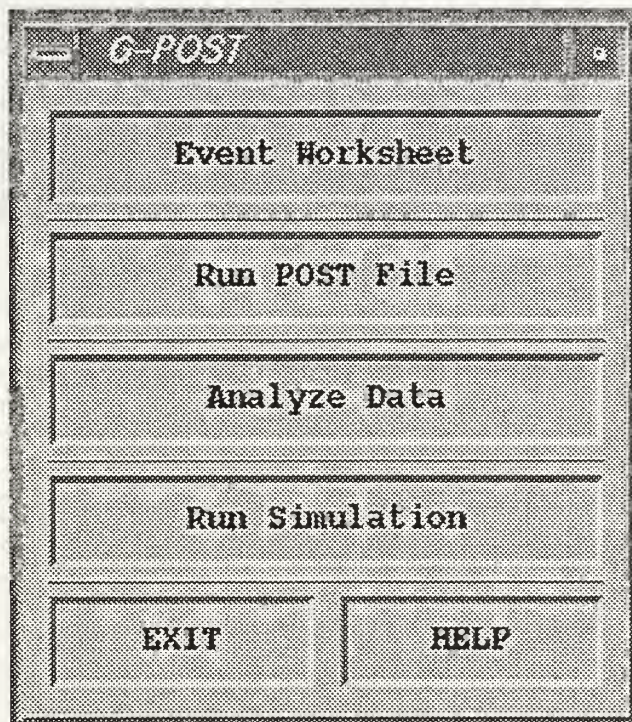 G-POST
Event Worksheet
Run POST File
Analyze Data
Run Simulation
EXIT HELP